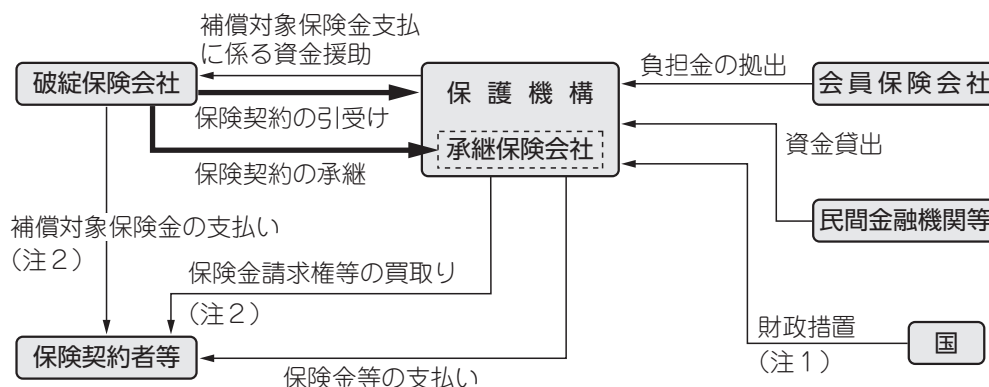 補償対象保険金支払
に係る資金援助
破綻保険会社
保護機構
負担金の拠出
会員保険会社
保険契約の引受け
承継保険会社
資金貸出
保険契約の承継
補償対象保険金の支払い
(注2)
民間金融機関等
保険金請求権等の買取り
(注2)
財政措置
(注1)
国
保険契約者等
保険金等の支払い